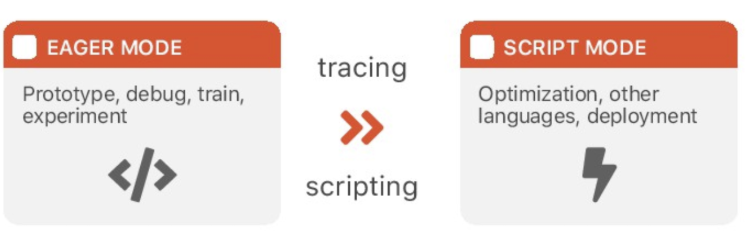 EAGER MODE
Prototype, debug, train,
experiment
tracing
scripting
SCRIPT MODE
Optimization, other
languages, deployment